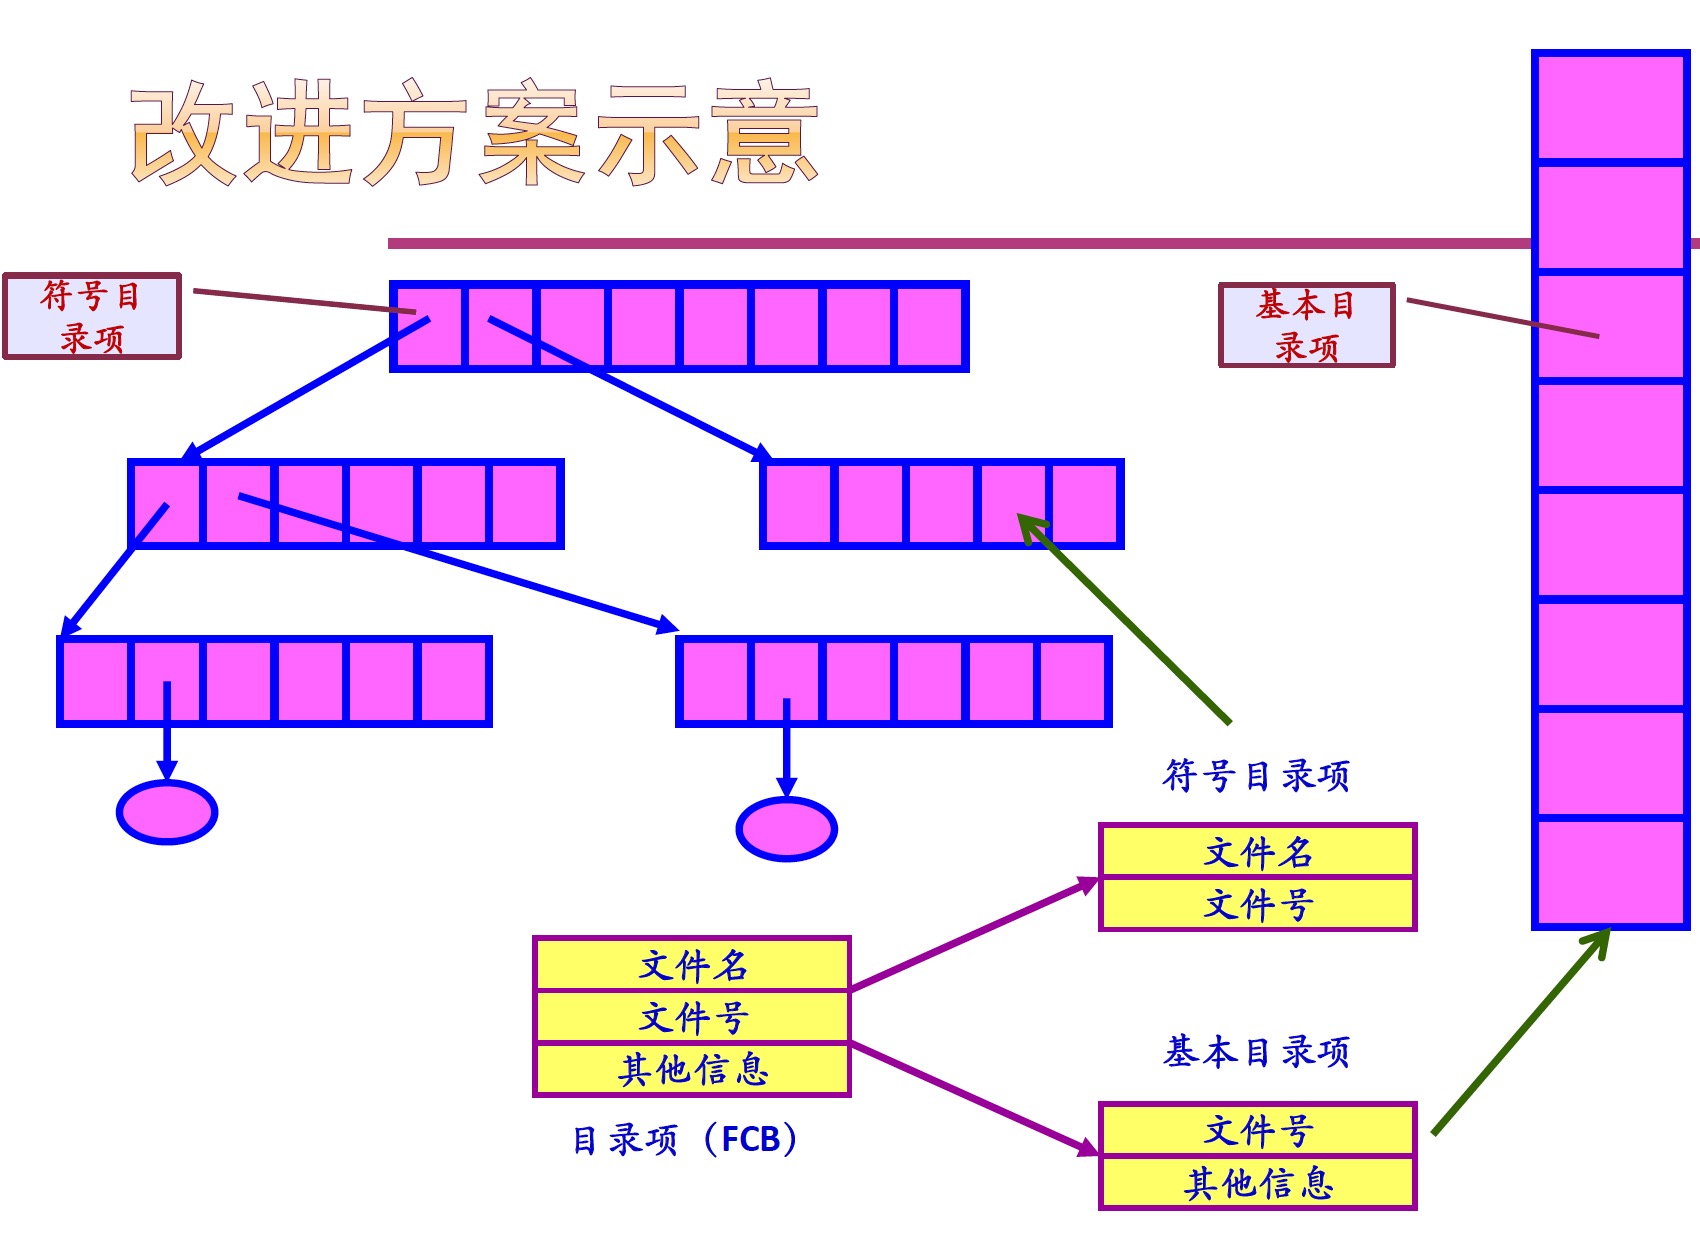 改进方案示意
符号目
录项
基本目
录项
符号目录项
文件名
文件号
文件名
文件号
其他信息
目录项（FCB）
基本目录项
文件号
其他信息